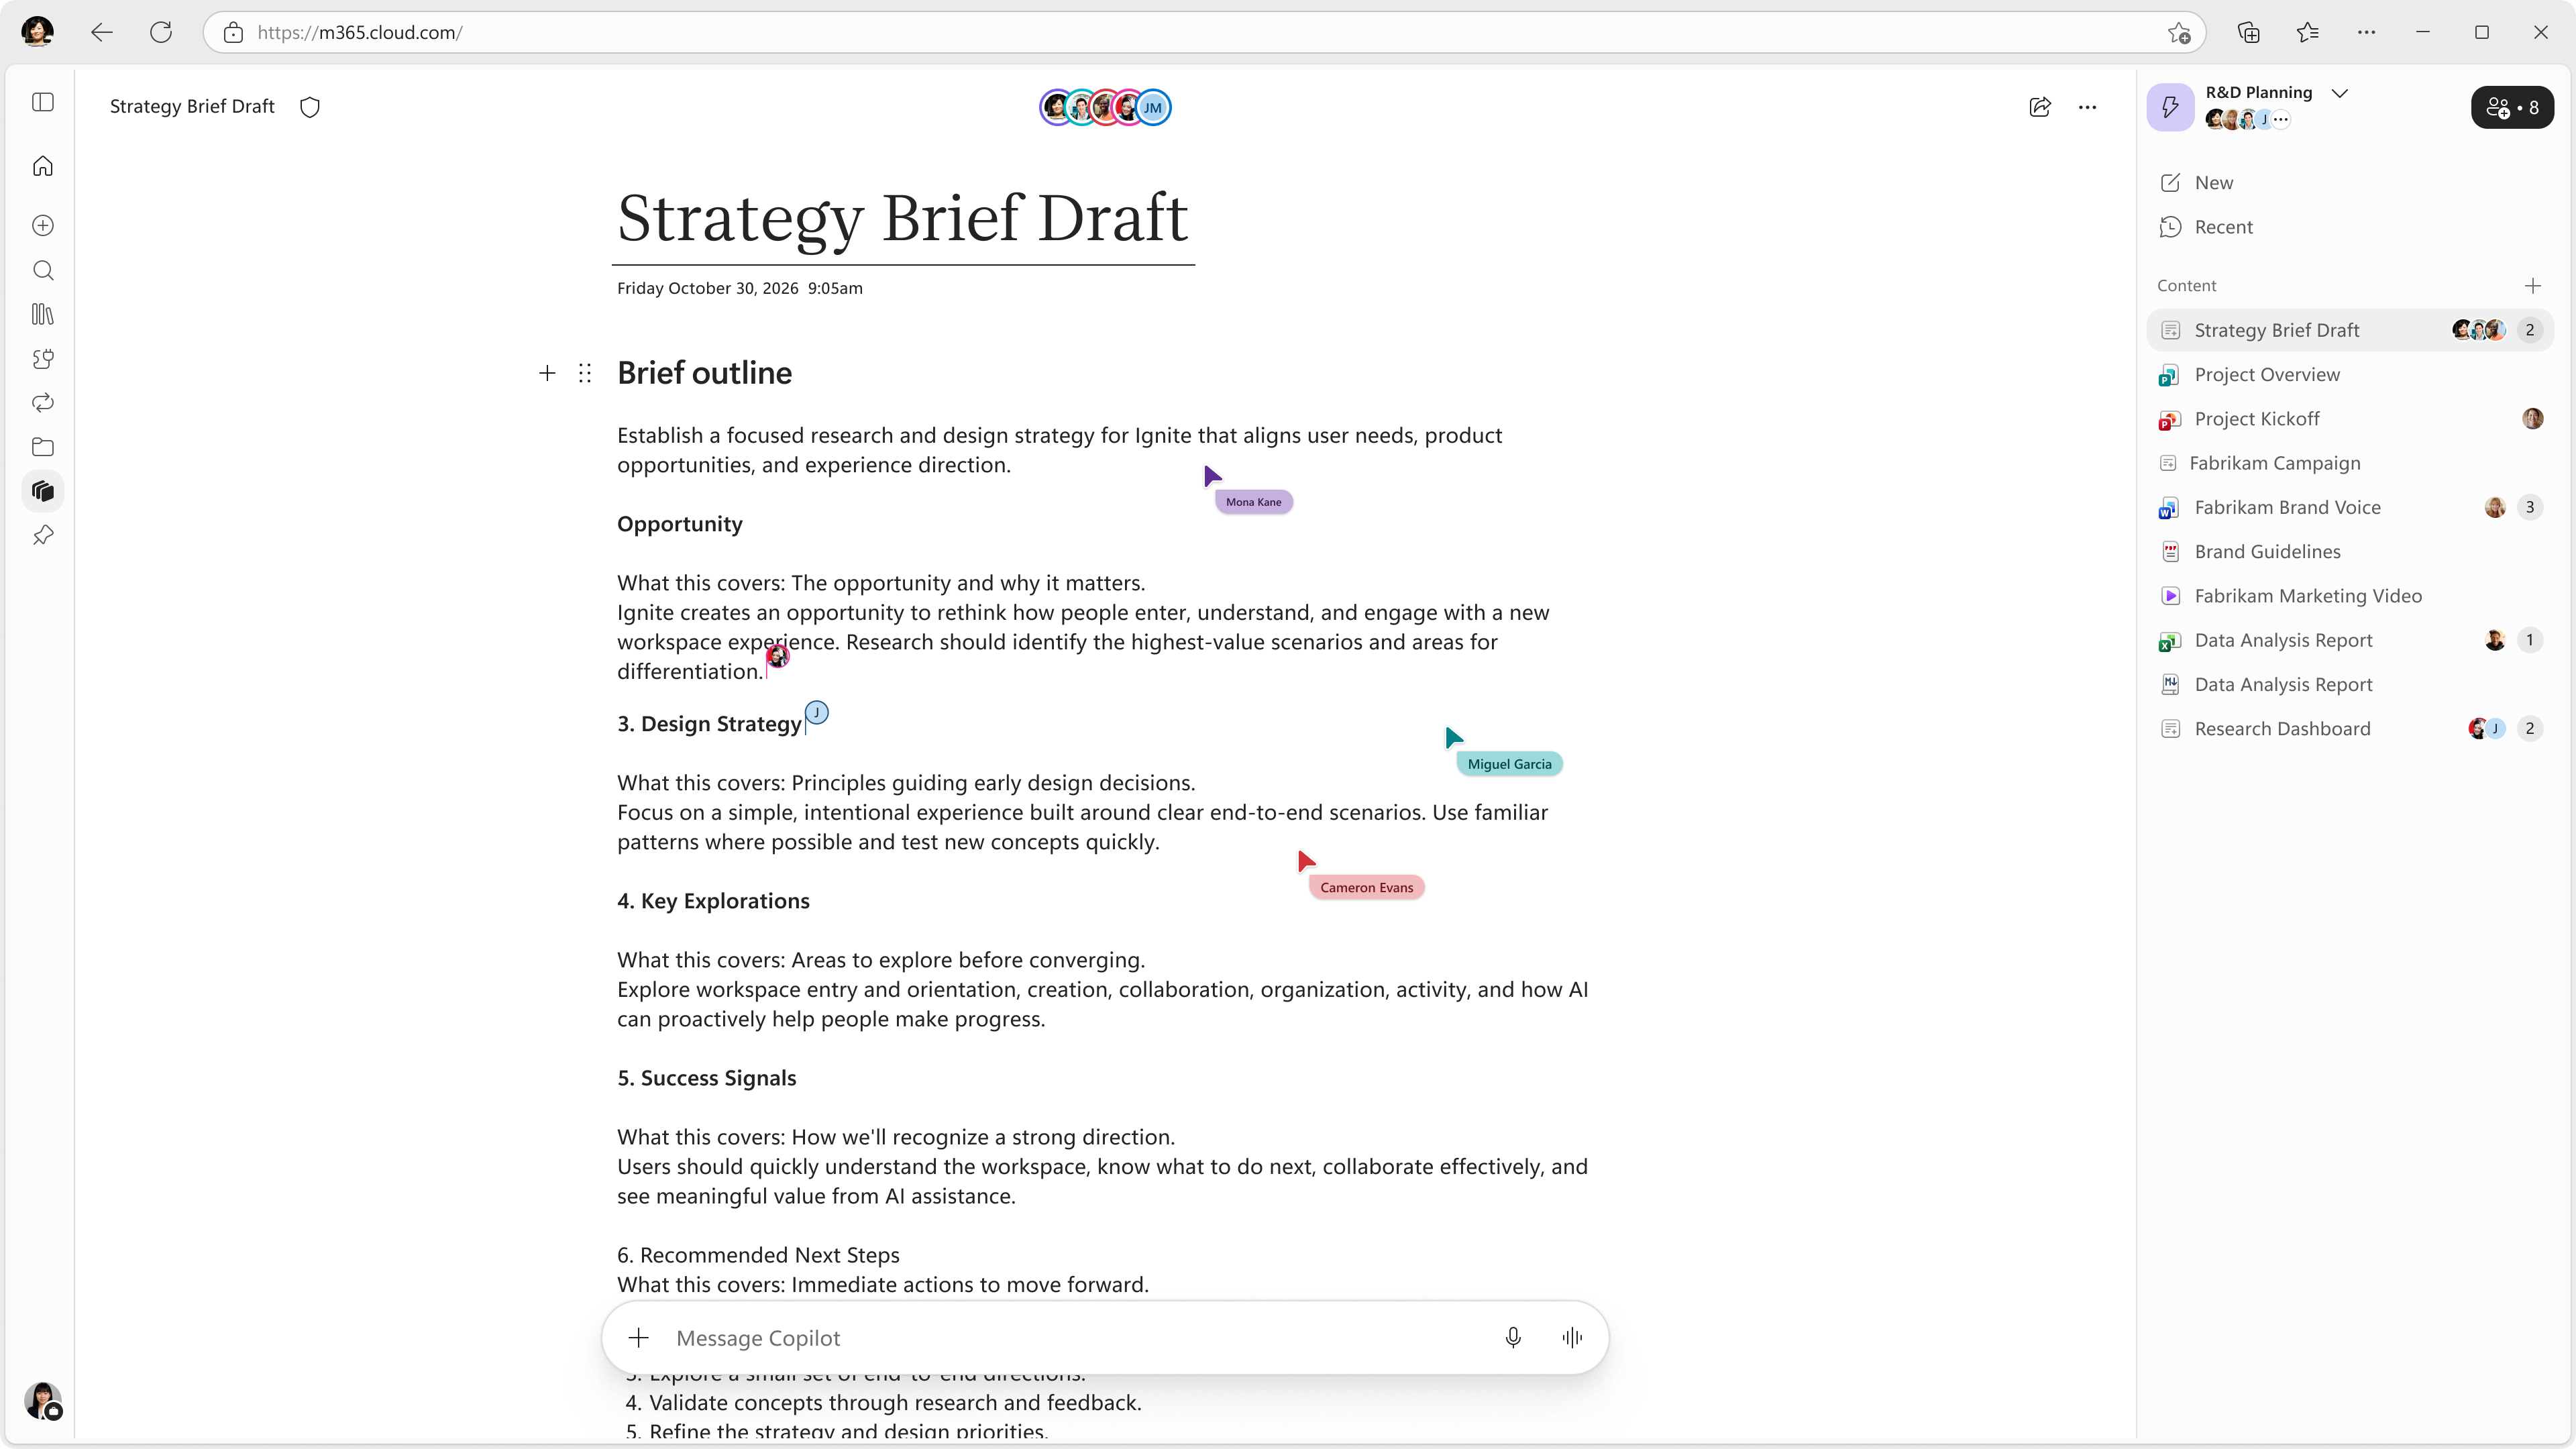 https://m365.cloud.com/
Strategy Brief Draft
JM
R&D Planning
J
8
New
Recent
Content
Strategy Brief Draft
2
Project Overview
Project Kickoff
Fabrikam Campaign
Fabrikam Brand Voice
3
Brand Guidelines
Fabrikam Marketing Video
Data Analysis Report
1
Data Analysis Report
Research Dashboard
J
2
Strategy Brief Draft
Friday October 30, 2026 9:05am
Brief outline
Establish a focused research and design strategy for Ignite that aligns user needs, product
opportunities, and experience direction.
Mona Kane
Opportunity
What this covers: The opportunity and why it matters.
Ignite creates an opportunity to rethink how people enter, understand, and engage with a new
workspace experience. Research should identify the highest-value scenarios and areas for
differentiation.
J
3. Design Strategy
Miguel Garcia
What this covers: Principles guiding early design decisions.
Focus on a simple, intentional experience built around clear end-to-end scenarios. Use familiar
patterns where possible and test new concepts quickly.
Cameron Evans
4. Key Explorations
What this covers: Areas to explore before converging.
Explore workspace entry and orientation, creation, collaboration, organization, activity, and how AI
can proactively help people make progress.
5. Success Signals
What this covers: How we'll recognize a strong direction.
Users should quickly understand the workspace, know what to do next, collaborate effectively, and
see meaningful value from AI assistance.
6. Recommended Next Steps
What this covers: Immediate actions to move forward.
Message Copilot
3. Explore a small set of end-to-end directions.
4. Validate concepts through research and feedback.
5. Refine the strategy and design priorities.